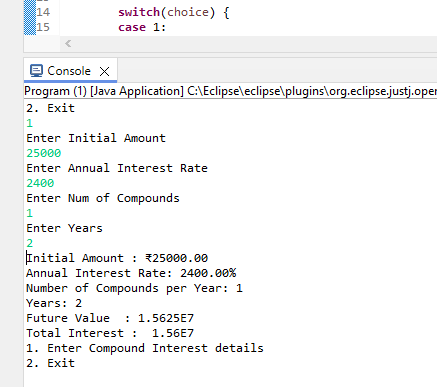 14 switch(choice) {
15 case 1:
Console
Program (1) [Java Application] C:\Eclipse\eclipse\plugins\org.eclipse.justj.oper
2. Exit
1
Enter Initial Amount
25000
Enter Annual Interest Rate
2400
Enter Num of Compounds
1
Enter Years
2
Initial Amount : ₹25000.00
Annual Interest Rate: 2400.00%
Number of Compounds per Year: 1
Years: 2
Future Value  : 1.5625E7
Total Interest :  1.56E7
1. Enter Compound Interest details
2. Exit